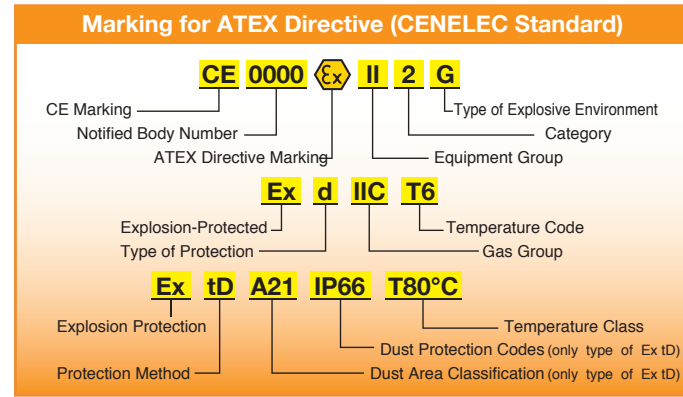 Marking for ATEX Directive (CENELEC Standard)
CE 0000 Ex II 2 G
CE Marking Type of Explosive Environment
Notified Body Number Category
ATEX Directive Marking Equipment Group
Ex d IIC T6
Explosion-Protected Temperature Code
Type of Protection Gas Group
Ex tD A21 IP66 T80°C
Explosion Protection Temperature Class
Dust Protection Codes (only type of Ex tD)
Protection Method Dust Area Classification (only type of Ex tD)